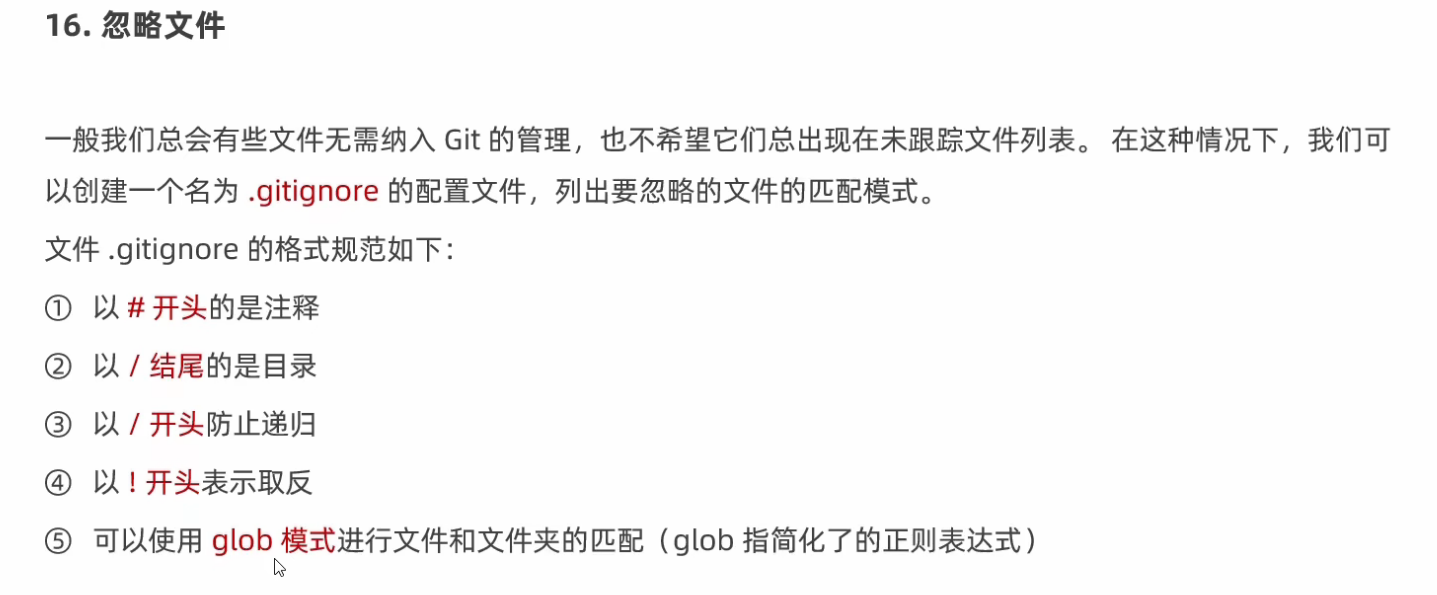 16. 忽略文件
一般我们总会有些文件无需纳入 Git 的管理，也不希望它们总出现在未跟踪文件列表。 在这种情况下，我们可
以创建一个名为 .gitignore 的配置文件，列出要忽略的文件的匹配模式。
文件 .gitignore 的格式规范如下：
① 以 # 开头的是注释
② 以 / 结尾的是目录
③ 以 / 开头防止递归
④ 以 ! 开头表示取反
⑤ 可以使用 glob 模式进行文件和文件夹的匹配（glob 指简化了的正则表达式）